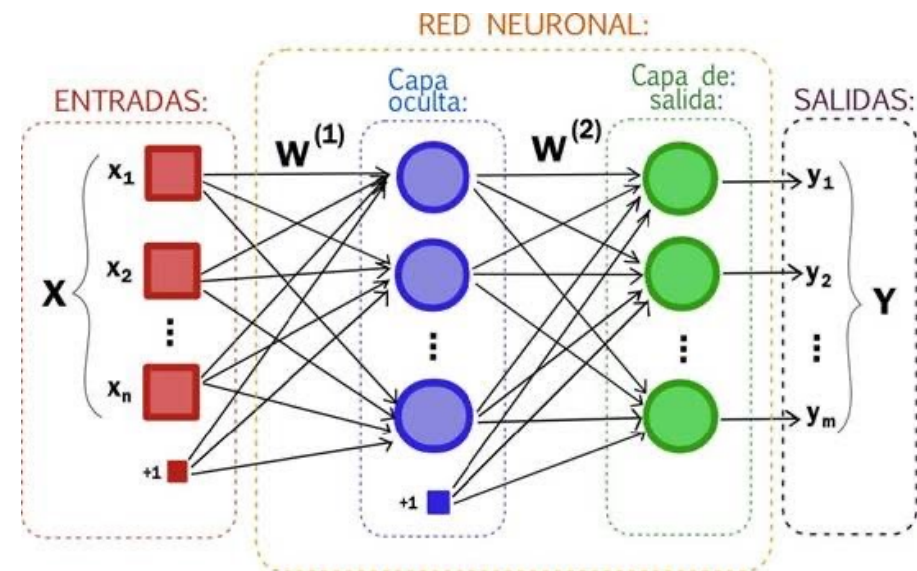 RED NEURONAL:
ENTRADAS:
Capa
oculta:
Capa de:
salida:
SALIDAS:
W(1)
W(2)
x1
x2
xn
+1
X
+1
y1
y2
ym
Y